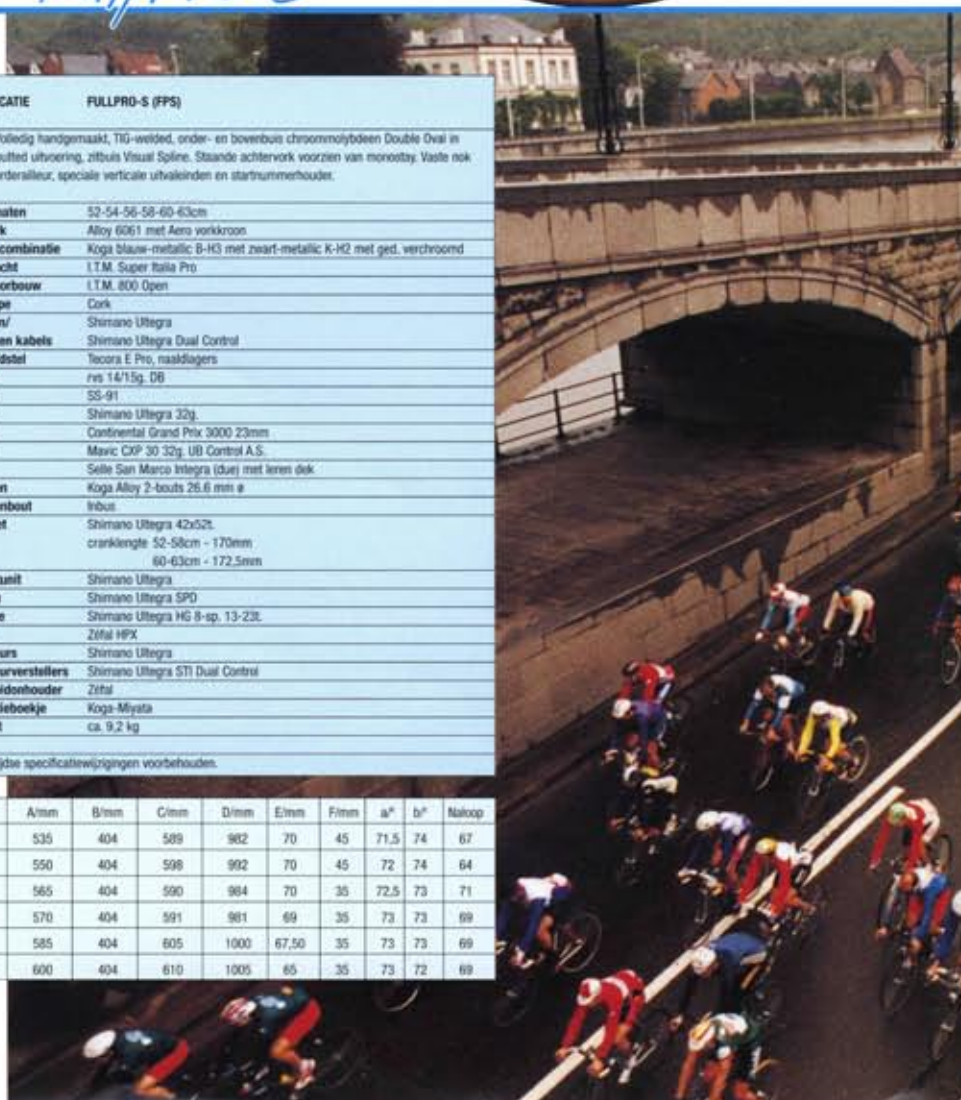 CATIE FULLPRO-S (FPS)
olledig handgemaakt, TIG-welded, onder- en bovenbuis chroommolybdeen Double Oval in
utted uitvoering, zitbuis Visual Spline. Staande achtervork voorzien van monostay. Vaste nok
rderailleur, speciale verticale uitvaleinden en startnummerhouder.
aten 52-54-56-58-60-63cm
k Alloy 6061 met Aero vorkkroon
combinatie Koga blauw-metallic B-H3 met zwart-metallic K-H2 met ged. verchroomd
cht I.T.M. Super Italia Pro
orbouw I.T.M. 800 Open
pe Cork
n/ Shimano Ultegra
en kabels Shimano Ultegra Dual Control
dstel Tecora E Pro, naaldlagers
rvs 14/15g. DB
SS-91
Shimano Ultegra 32g.
Continental Grand Prix 3000 23mm
Mavic CXP 30 32g. UB Control A.S.
Selle San Marco Integra (due) met leren dek
n Koga Alloy 2-bouts 26.6 mm ø
nbout Inbus
et Shimano Ultegra 42x52t.
cranklengte 52-58cm - 170mm
60-63cm - 172,5mm
unit Shimano Ultegra
Shimano Ultegra SPD
e Shimano Ultegra HG 8-sp. 13-23t.
Zéfal HPX
urs Shimano Ultegra
urverstellers Shimano Ultegra STI Dual Control
idonhouder Zéfal
ieboekje Koga-Miyata
t ca. 9,2 kg
jdse specificatiewijzigingen voorbehouden.
A/mm B/mm C/mm D/mm E/mm F/mm a/° b/° Naloop
535 404 589 982 70 45 71,5 74 67
550 404 598 992 70 45 72 74 64
565 404 590 984 70 35 72,5 73 71
570 404 591 981 69 35 73 73 69
585 404 605 1000 67,50 35 73 73 69
600 404 610 1005 65 35 73 72 69